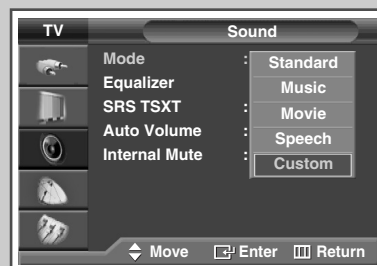 TV
Sound
Mode :
Equalizer
SRS TSXT :
Auto Volume :
Internal Mute :
Standard
Music
Movie
Speech
Custom
Move Enter Return